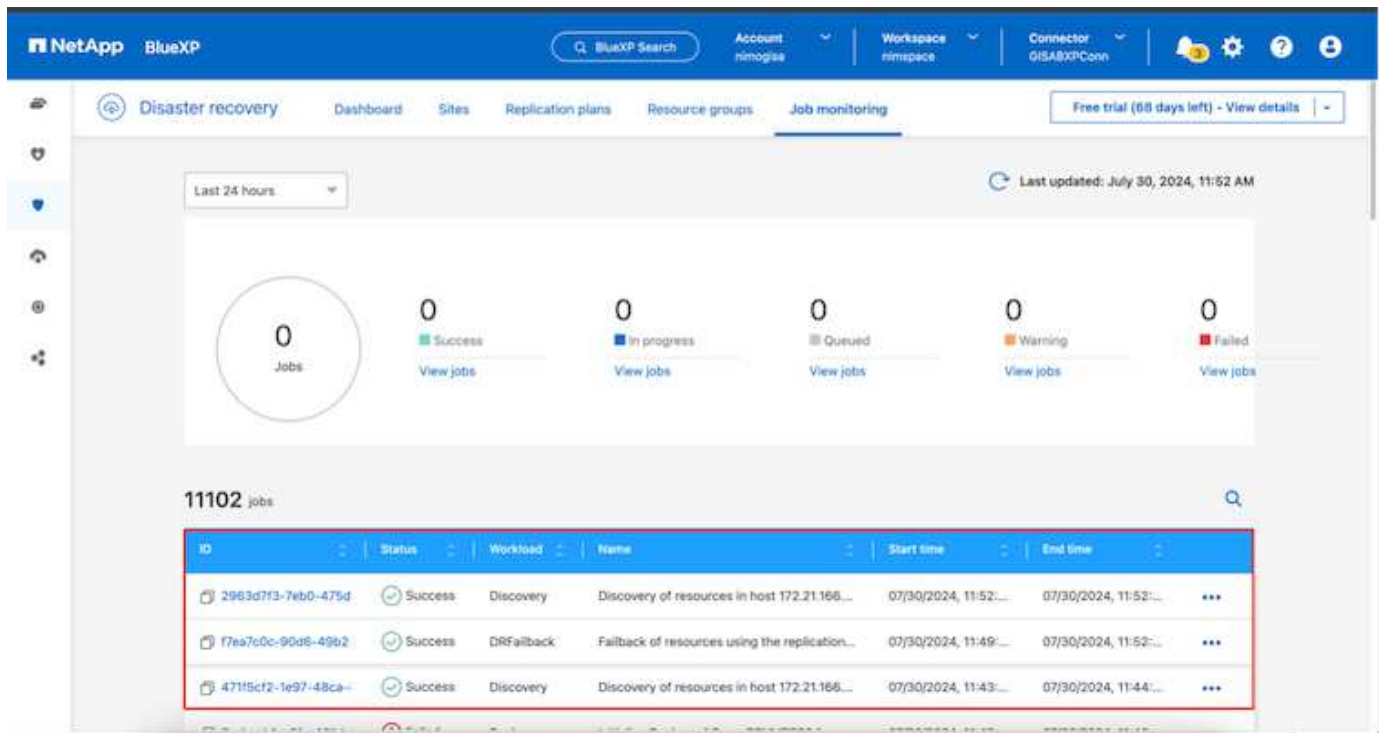 NetApp BlueXP
BlueXP Search
Account
nimogisa
Workspace
nimspace
Connector
GISABXPConn
3
Disaster recovery
Dashboard
Sites
Replication plans
Resource groups
Job monitoring
Free trial (68 days left) - View details
Last 24 hours
Last updated: July 30, 2024, 11:52 AM
0
Jobs
0
Success
View jobs
0
In progress
View jobs
0
Queued
View jobs
0
Warning
View jobs
0
Failed
View jobs
11102 jobs
ID Status Workload Name Start time End time
2963d7f3-7eb0-475d Success Discovery Discovery of resources in host 172.21.166.... 07/30/2024, 11:52:... 07/30/2024, 11:52:...
f7ea7c0c-90d6-49b2 Success DRFailback Failback of resources using the replication... 07/30/2024, 11:49:... 07/30/2024, 11:52:...
471f5cf2-1e97-48ca-- Success Discovery Discovery of resources in host 172.21.166.... 07/30/2024, 11:43:... 07/30/2024, 11:44:...